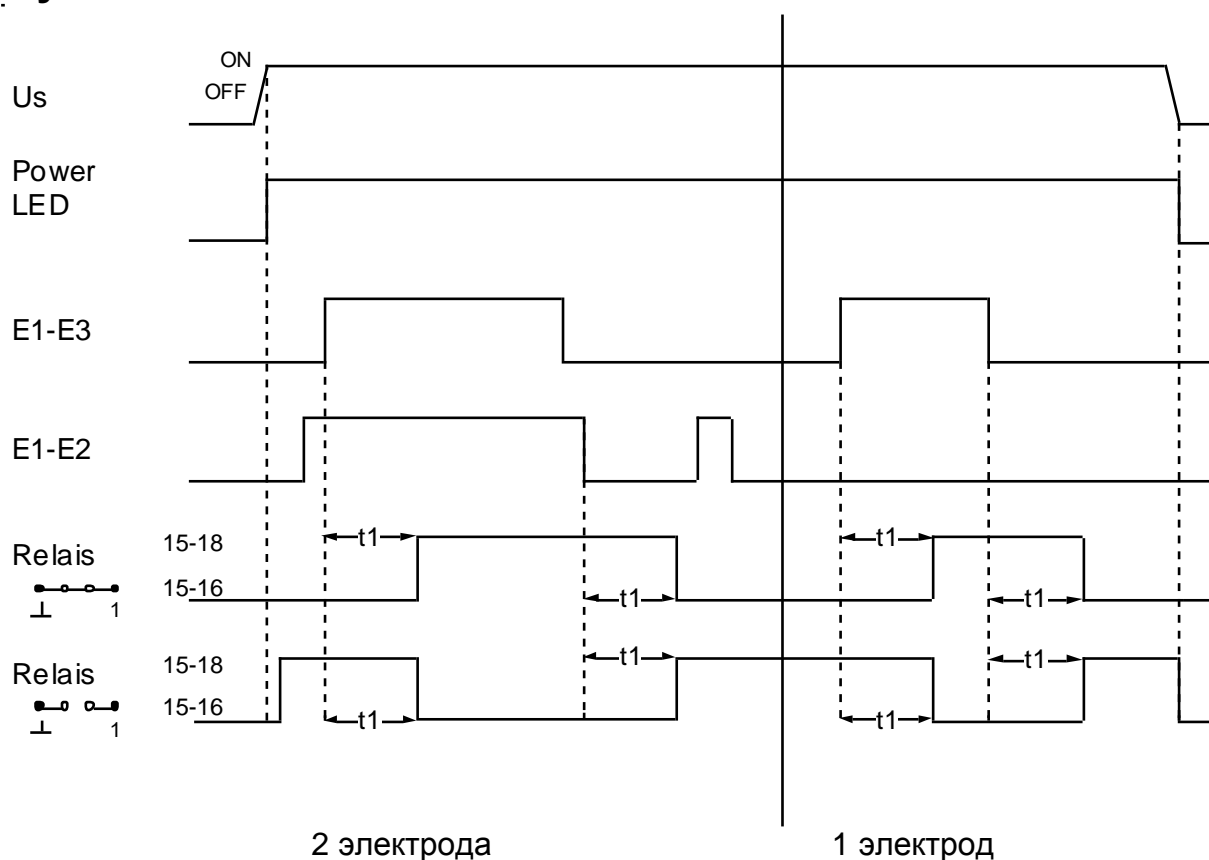 ON
OFF
Us
Power
LED
E1-E3
E1-E2
Relais
15-18
t1
t1
15-16
t1
t1
1
Relais
15-18
t1
t1
15-16
t1
t1
1
2 электрода
1 электрод